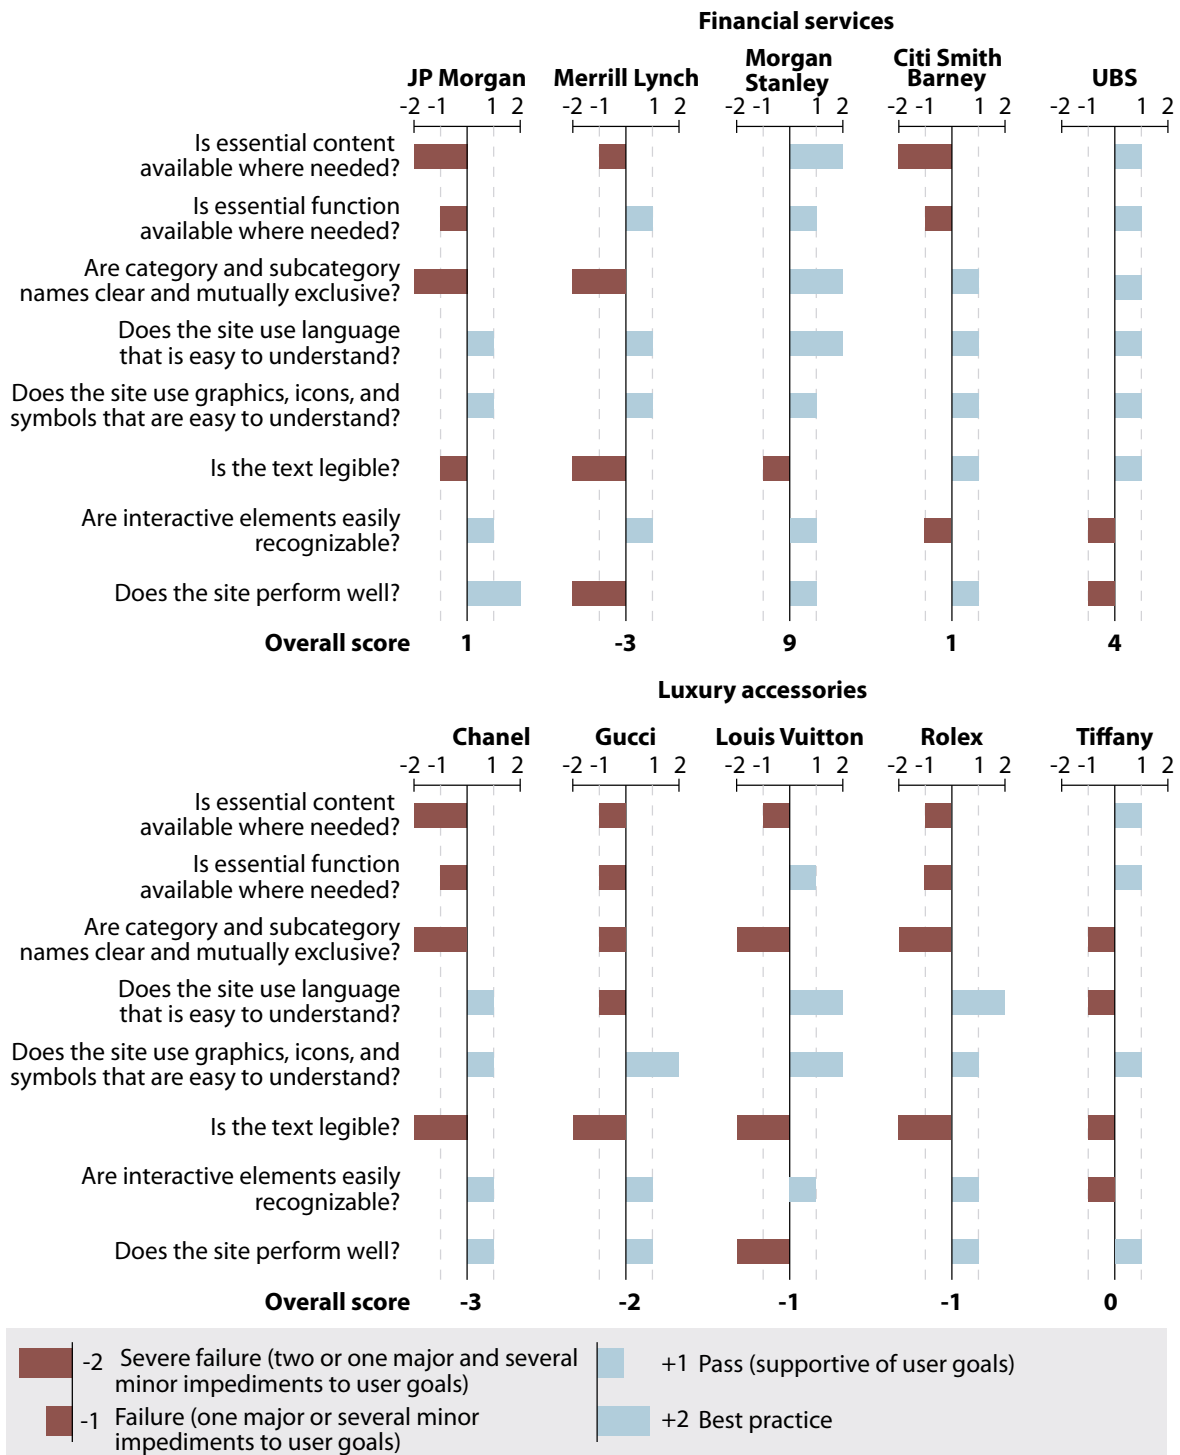 Financial services
JP Morgan
Merrill Lynch
Morgan
Stanley
Citi Smith
Barney
UBS
-2 -1 1 2
-2 -1 1 2
-2 -1 1 2
-2 -1 1 2
-2 -1 1 2
Is essential content
available where needed?
Is essential function
available where needed?
Are category and subcategory
names clear and mutually exclusive?
Does the site use language
that is easy to understand?
Does the site use graphics, icons, and
symbols that are easy to understand?
Is the text legible?
Are interactive elements easily
recognizable?
Does the site perform well?
Overall score 1 -3 9 1 4
Luxury accessories
Chanel
Gucci
Louis Vuitton
Rolex
Tiffany
-2 -1 1 2
-2 -1 1 2
-2 -1 1 2
-2 -1 1 2
-2 -1 1 2
Is essential content
available where needed?
Is essential function
available where needed?
Are category and subcategory
names clear and mutually exclusive?
Does the site use language
that is easy to understand?
Does the site use graphics, icons, and
symbols that are easy to understand?
Is the text legible?
Are interactive elements easily
recognizable?
Does the site perform well?
Overall score -3 -2 -1 -1 0
-2 Severe failure (two or one major and several
minor impediments to user goals)
-1 Failure (one major or several minor
impediments to user goals)
+1 Pass (supportive of user goals)
+2 Best practice